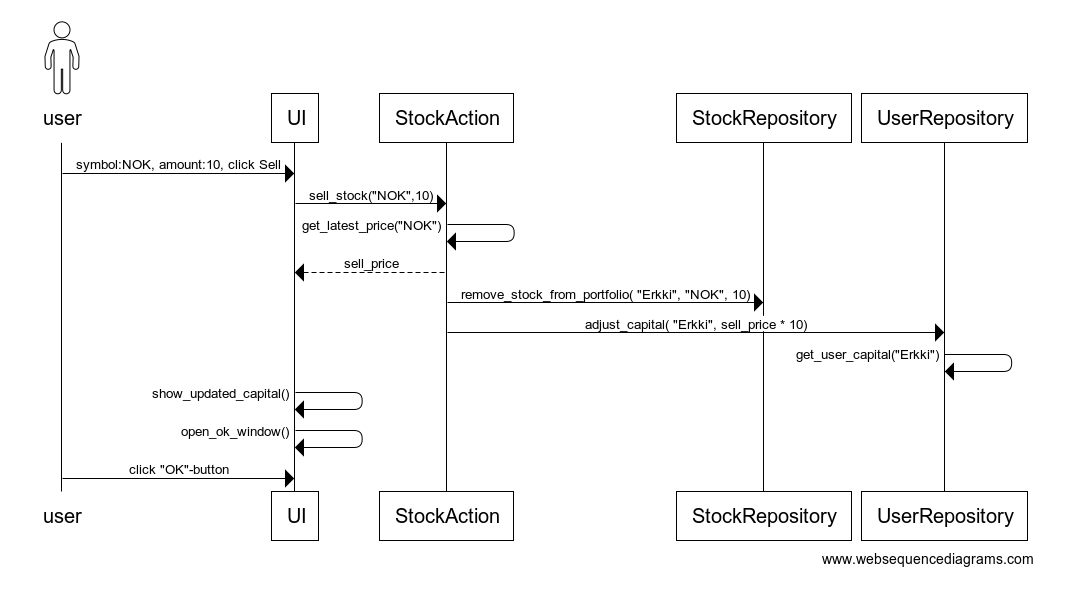 user
UI
StockAction
StockRepository
UserRepository
symbol:NOK, amount:10, click Sell
sell_stock("NOK",10)
get_latest_price("NOK")
sell_price
remove_stock_from_portfolio( "Erkki", "NOK", 10)
adjust_capital( "Erkki", sell_price * 10)
get_user_capital("Erkki")
show_updated_capital()
open_ok_window()
click "OK"-button
user
UI
StockAction
StockRepository
UserRepository
www.websequencediagrams.com